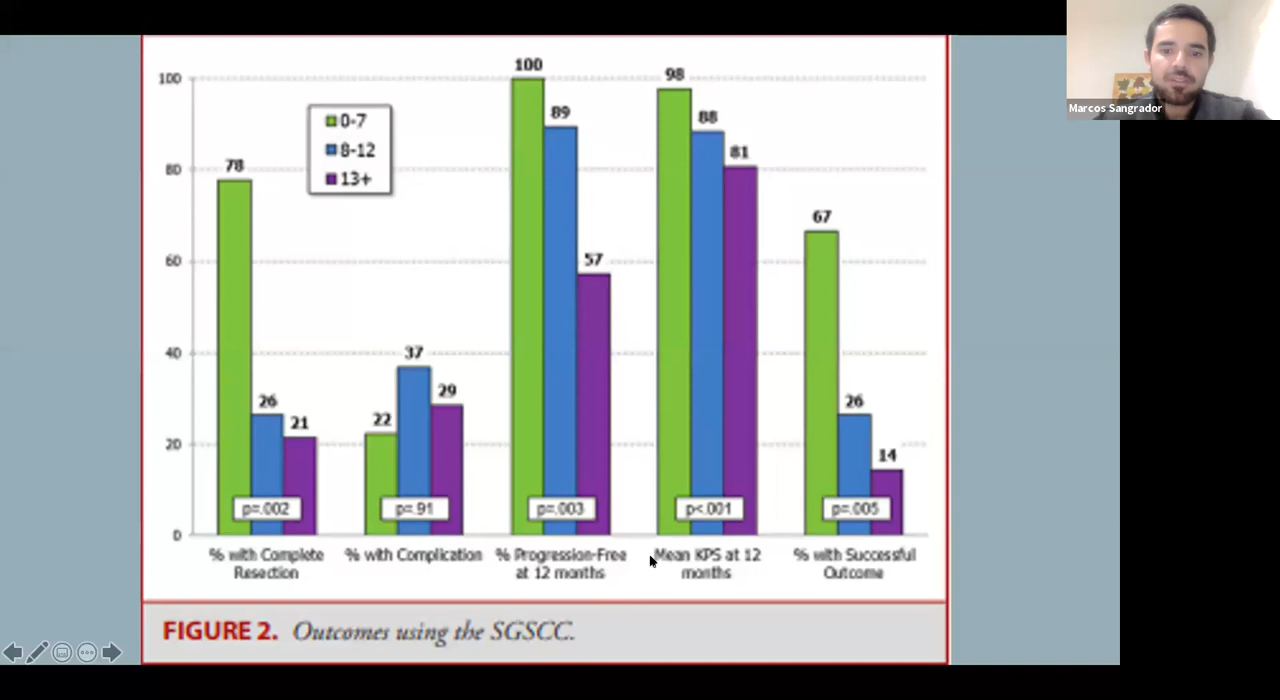 Marcos Sangrador
100
80
60
40
20
0
0-7
8-12
13+
78
26
21
22
37
29
100
89
57
98
88
81
67
26
14
p=.002
p=.91
p=.003
p<.001
p=.005
% with Complete
Resection
% with Complication
% Progression-Free
at 12 months
Mean KPS at 12
months
% with Successful
Outcome
FIGURE 2. Outcomes using the SGSCC.